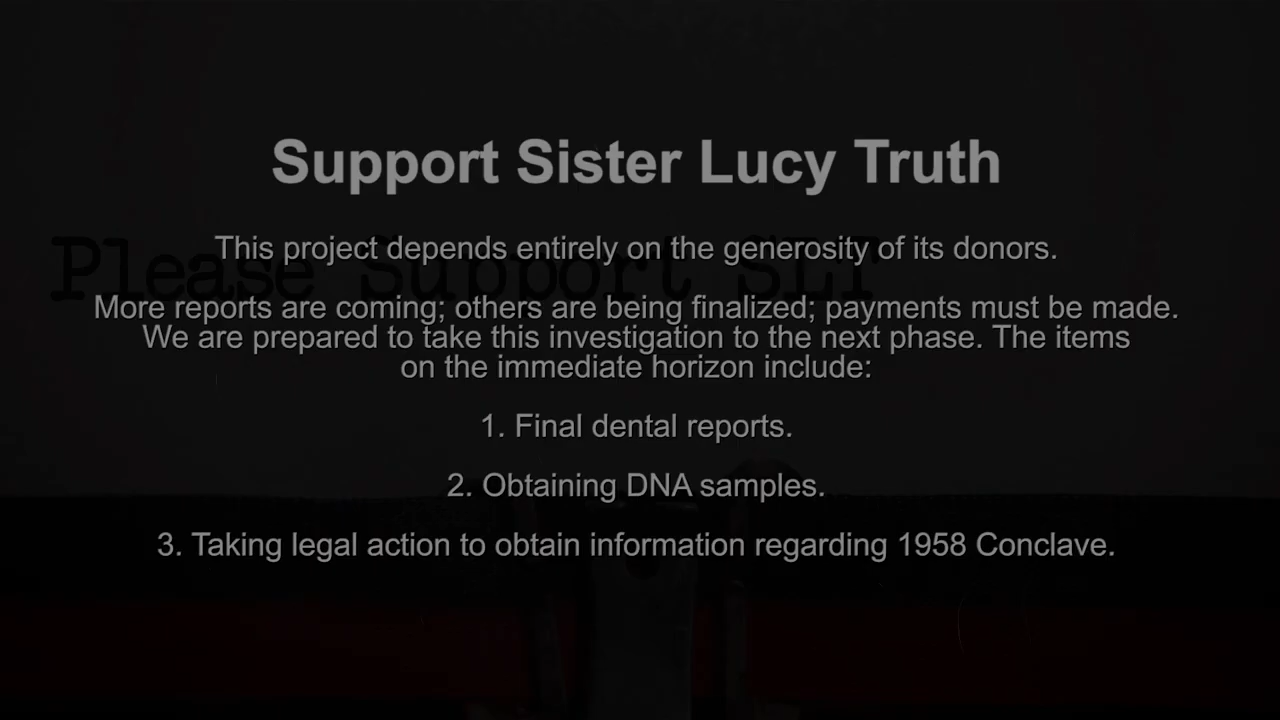 Support Sister Lucy Truth
Please Support SLT
This project depends entirely on the generosity of its donors.
More reports are coming; others are being finalized; payments must be made.
We are prepared to take this investigation to the next phase. The items
on the immediate horizon include:
1. Final dental reports.
2. Obtaining DNA samples.
3. Taking legal action to obtain information regarding 1958 Conclave.